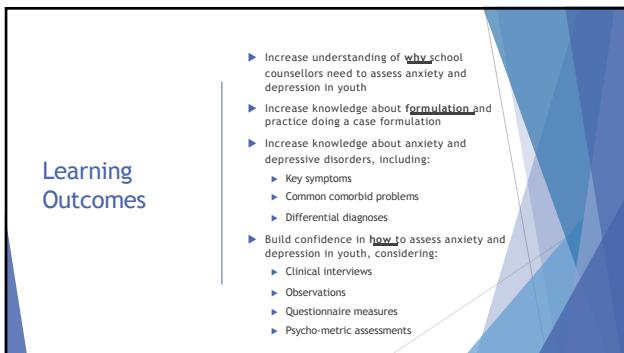 Learning
Outcomes
Increase understanding of why school
counsellors need to assess anxiety and
depression in youth
Increase knowledge about formulation and
practice doing a case formulation
Increase knowledge about anxiety and
depressive disorders, including:
Key symptoms
Common comorbid problems
Differential diagnoses
Build confidence in how to assess anxiety and
depression in youth, considering:
Clinical interviews
Observations
Questionnaire measures
Psycho-metric assessments